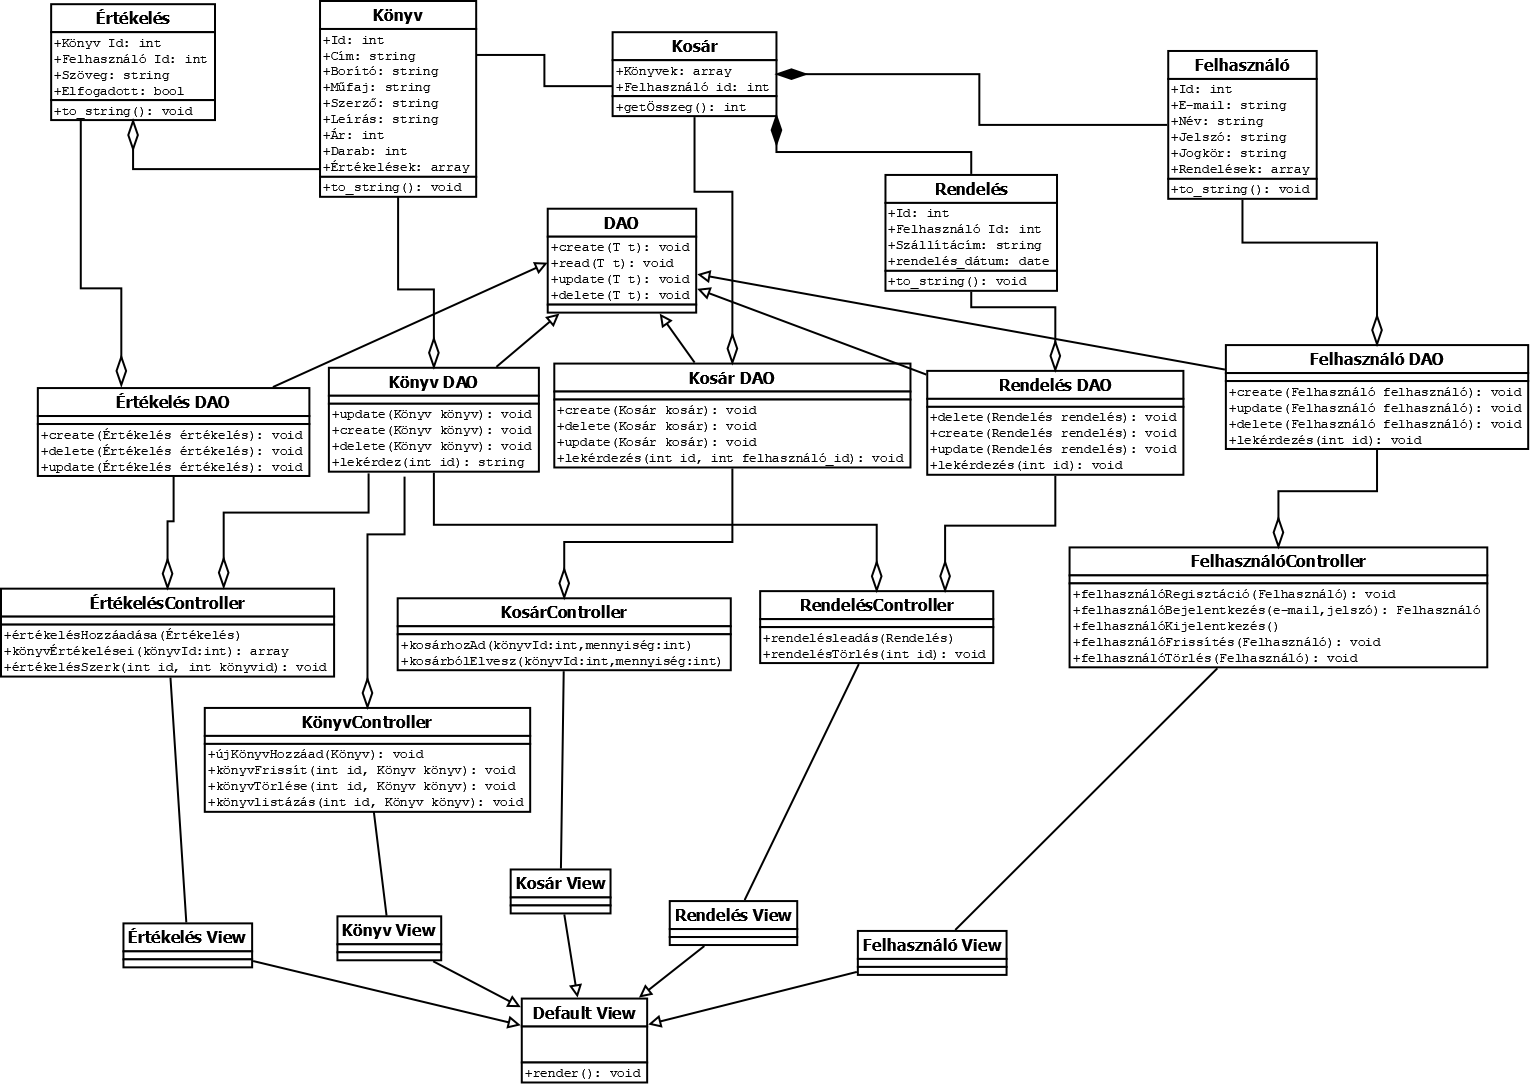 Értékelés
+Könyv Id: int
+Felhasználó Id: int
+Szöveg: string
+Elfogadott: bool
+to_string(): void
Könyv
+Id: int
+Cím: string
+Borító: string
+Műfaj: string
+Szerző: string
+Leírás: string
+Ár: int
+Darab: int
+Értékelések: array
+to_string(): void
Kosár
+Könyvek: array
+Felhasználó id: int
+getÖsszeg(): int
Felhasználó
+Id: int
+E-mail: string
+Név: string
+Jelszó: string
+Jogkör: string
+Rendelések: array
+to_string(): void
Rendelés
+Id: int
+Felhasználó Id: int
+Szállítácím: string
+rendelés_dátum: date
+to_string(): void
DAO
+create(T t): void
+read(T t): void
+update(T t): void
+delete(T t): void
Értékelés DAO
+create(Értékelés értékelés): void
+delete(Értékelés értékelés): void
+update(Értékelés értékelés): void
Könyv DAO
+update(Könyv könyv): void
+create(Könyv könyv): void
+delete(Könyv könyv): void
+lekérdez(int id): string
Kosár DAO
+create(Kosár kosár): void
+delete(Kosár kosár): void
+update(Kosár kosár): void
+lekérdezés(int id, int felhasználó_id): void
Rendelés DAO
+delete(Rendelés rendelés): void
+create(Rendelés rendelés): void
+update(Rendelés rendelés): void
+lekérdezés(int id): void
Felhasználó DAO
+create(Felhasználó felhasználó): void
+update(Felhasználó felhasználó): void
+delete(Felhasználó felhasználó): void
+lekérdezés(int id): void
ÉrtékelésController
+értékelésHozzáadása(Értékelés)
+könyvÉrtékelései(könyvId:int): array
+értékelésSzerk(int id, int könyvid): void
KönyvController
+újKönyvHozzáad(Könyv): void
+könyvFrissít(int id, Könyv könyv): void
+könyvTörlése(int id, Könyv könyv): void
+könyvlistázás(int id, Könyv könyv): void
KosárController
+kosárhozAd(könyvId:int,mennyiség:int)
+kosárbólElvesz(könyvId:int,mennyiség:int)
RendelésController
+rendelésleadás(Rendelés)
+rendelésTörlés(int id): void
FelhasználóController
+felhasználóRegisztáció(Felhasználó): void
+felhasználóBejelentkezés(e-mail,jelszó): Felhasználó
+felhasználóKijelentkezés()
+felhasználóFrissítés(Felhasználó): void
+felhasználóTörlés(Felhasználó): void
Értékelés View
Könyv View
Kosár View
Rendelés View
Felhasználó View
Default View
+render(): void